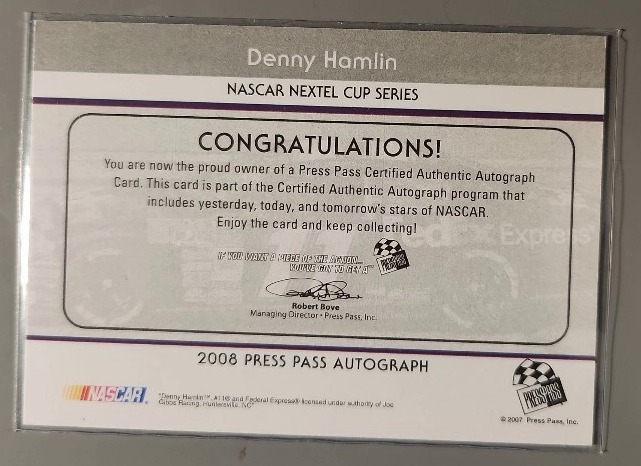 Denny Hamlin
NASCAR NEXTEL CUP SERIES
CONGRATULATIONS!
You are now the proud owner of a Press Pass Certified Authentic Autograph
Card. This card is part of the Certified Authentic Autograph program that
includes yesterday, today, and tomorrow's stars of NASCAR.
Enjoy the card and keep collecting!
Express
IF YOU WANT A PIECE OF THE ACTION...
YOU'VE GOT TO GET A™
Robert Bove
Managing Director • Press Pass, Inc.
2008 PRESS PASS AUTOGRAPH
NASCAR
"Denny Hamlin™, #11® and Federal Express® licensed under authority of Joe
Gibbs Racing, Huntersville, NC"
PRESS PASS
© 2007 Press Pass, Inc.